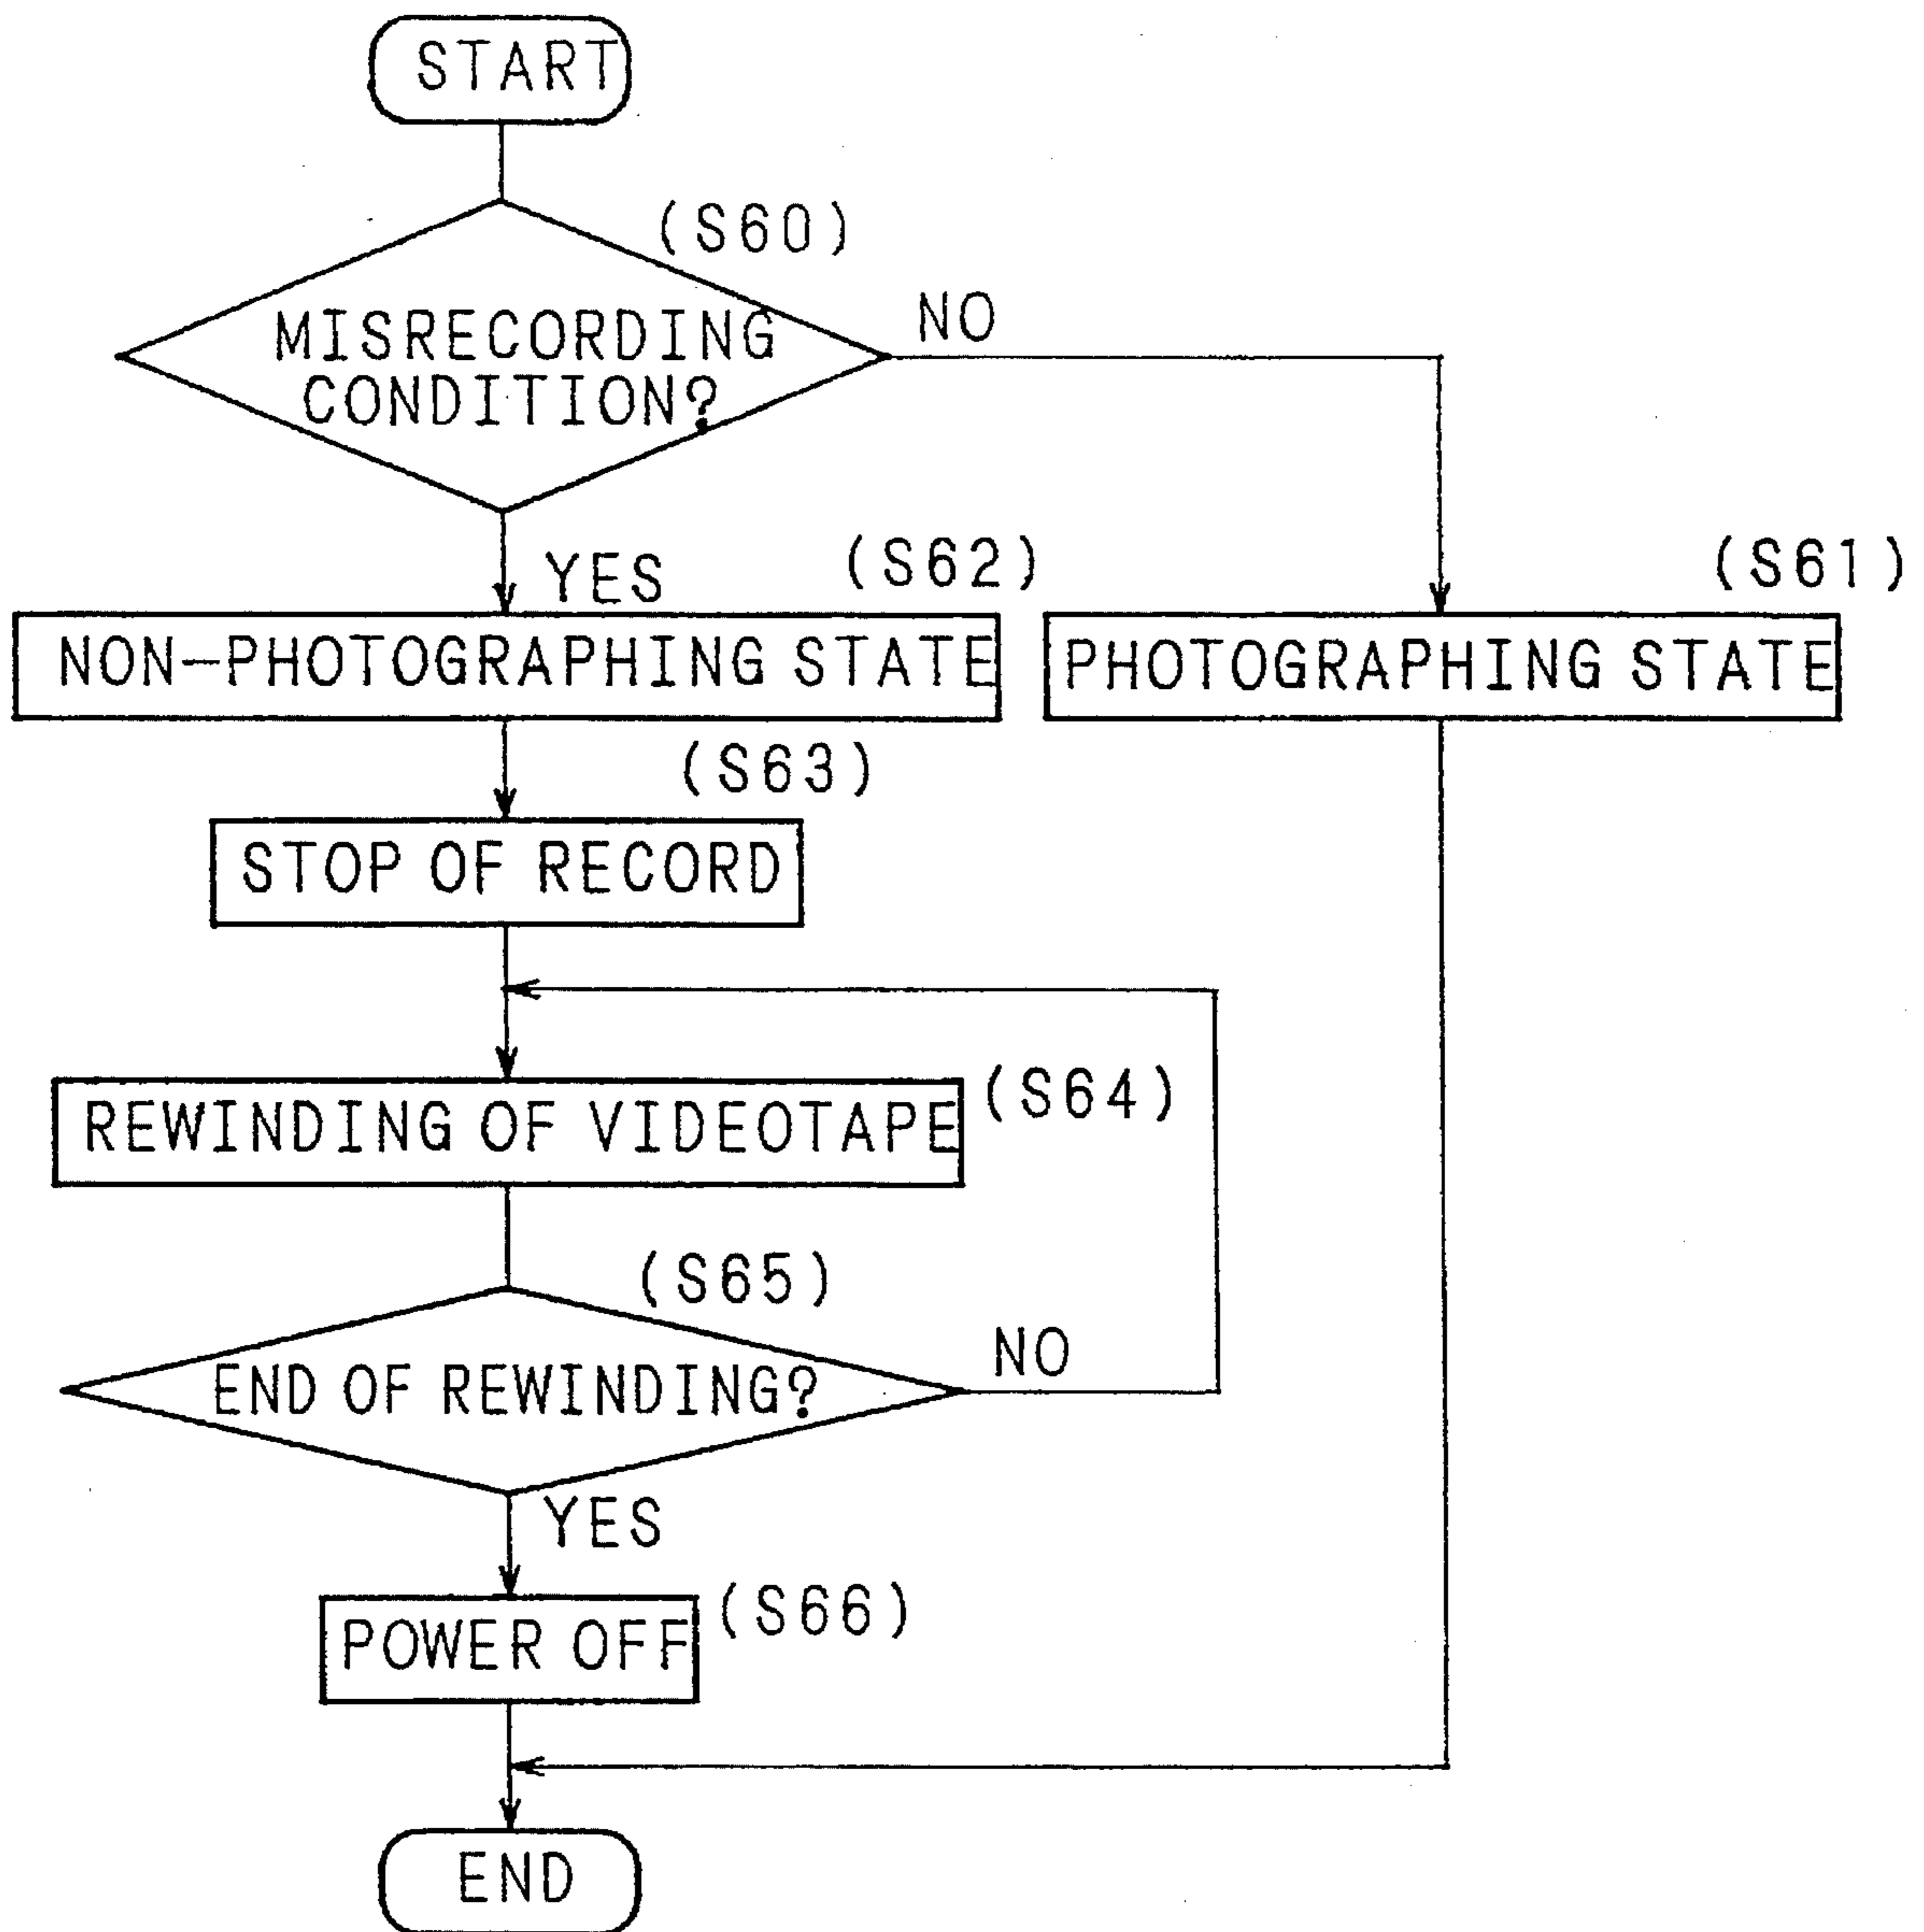 START
(S60)
MISRECORDING
CONDITION?
NO
YES
(S62)
(S61)
NON-PHOTOGRAPHING STATE
PHOTOGRAPHING STATE
(S63)
STOP OF RECORD
REWINDING OF VIDEOTAPE
(S64)
(S65)
END OF REWINDING?
NO
YES
POWER OFF
(S66)
END